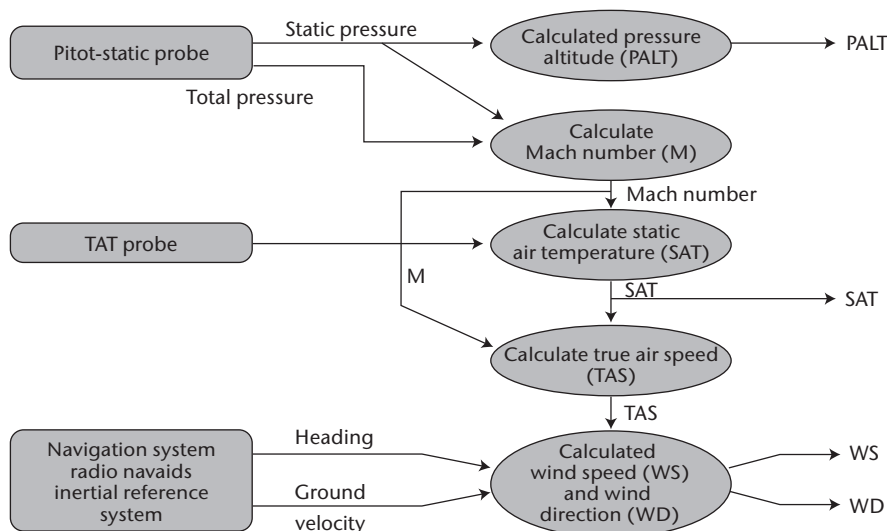 Static pressure
Pitot-static probe
Total pressure
Calculated pressure
altitude (PALT)
PALT
Calculate
Mach number (M)
Mach number
TAT probe
Calculate static
air temperature (SAT)
M
SAT
SAT
Calculate true air speed
(TAS)
TAS
Navigation system
radio navaids
inertial reference
system
Heading
Ground
velocity
Calculated
wind speed (WS)
and wind
direction (WD)
WS
WD